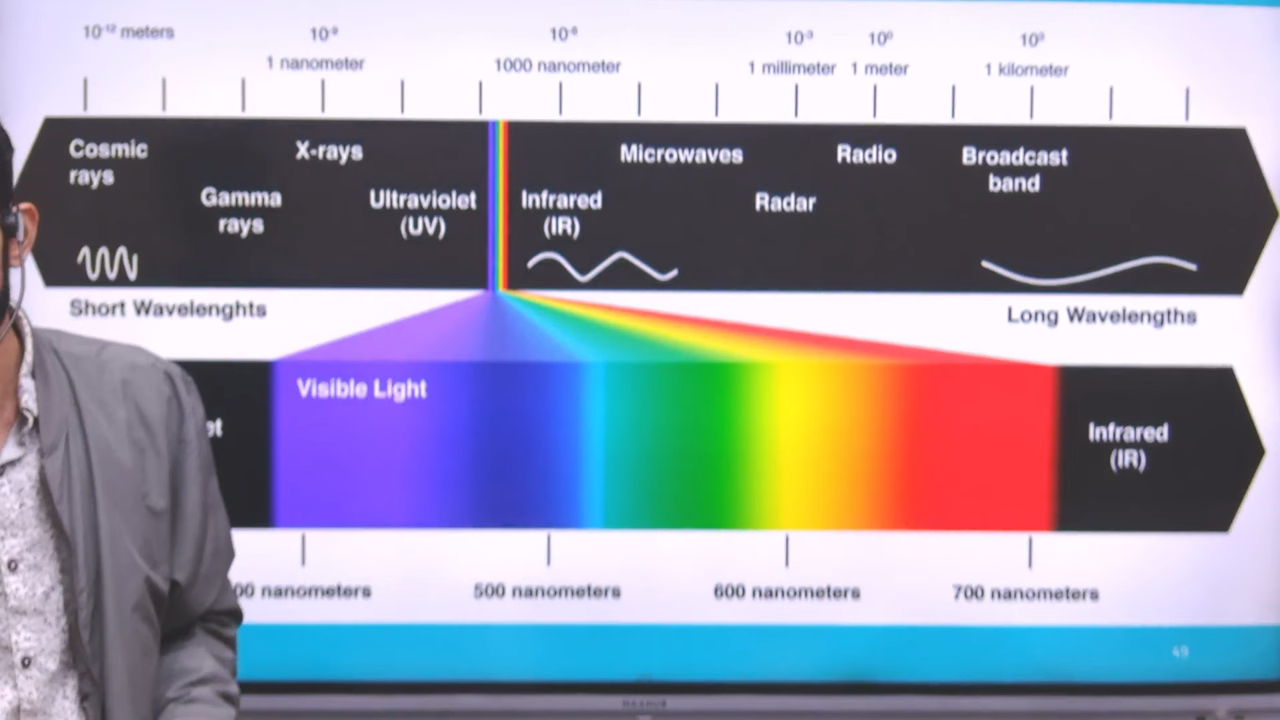 10⁻¹² meters
10⁻⁹
1 nanometer
10⁻⁶
1000 nanometer
10⁻³
1 millimeter
10⁰
1 meter
10³
1 kilometer
Cosmic
rays
Gamma
rays
X-rays
Ultraviolet
(UV)
Infrared
(IR)
Microwaves
Radar
Radio
Broadcast
band
Short Wavelenghts
Long Wavelengths
Visible Light
Infrared
(IR)
00 nanometers
500 nanometers
600 nanometers
700 nanometers
49